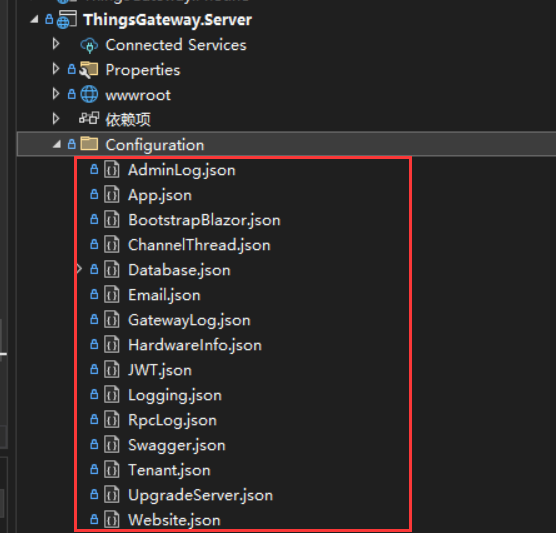 ThingsGateway.Server
Connected Services
Properties
wwwroot
依赖项
Configuration
AdminLog.json
App.json
BootstrapBlazor.json
ChannelThread.json
Database.json
Email.json
GatewayLog.json
HardwareInfo.json
JWT.json
Logging.json
RpcLog.json
Swagger.json
Tenant.json
UpgradeServer.json
Website.json